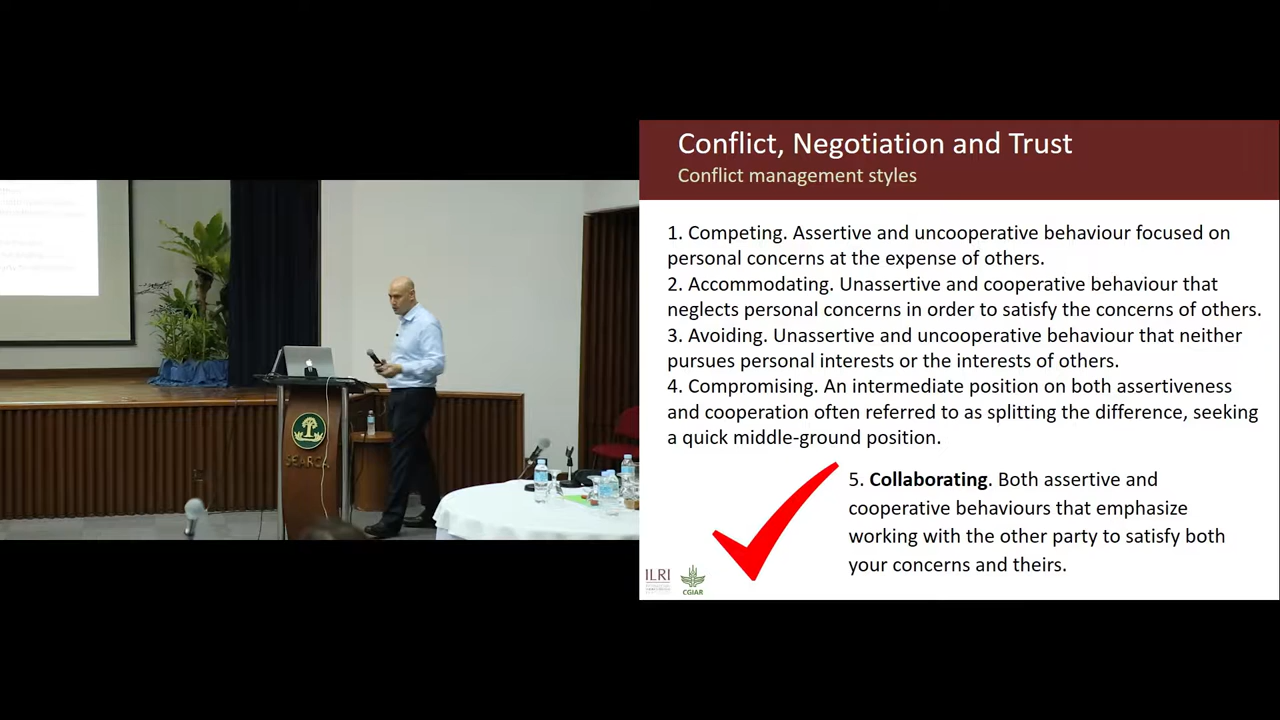 SEARCA
Conflict, Negotiation and Trust
Conflict management styles
1. Competing. Assertive and uncooperative behaviour focused on
personal concerns at the expense of others.
2. Accommodating. Unassertive and cooperative behaviour that
neglects personal concerns in order to satisfy the concerns of others.
3. Avoiding. Unassertive and uncooperative behaviour that neither
pursues personal interests or the interests of others.
4. Compromising. An intermediate position on both assertiveness
and cooperation often referred to as splitting the difference, seeking
a quick middle-ground position.
5. Collaborating. Both assertive and
cooperative behaviours that emphasize
working with the other party to satisfy both
your concerns and theirs.
ILRI
CGIAR